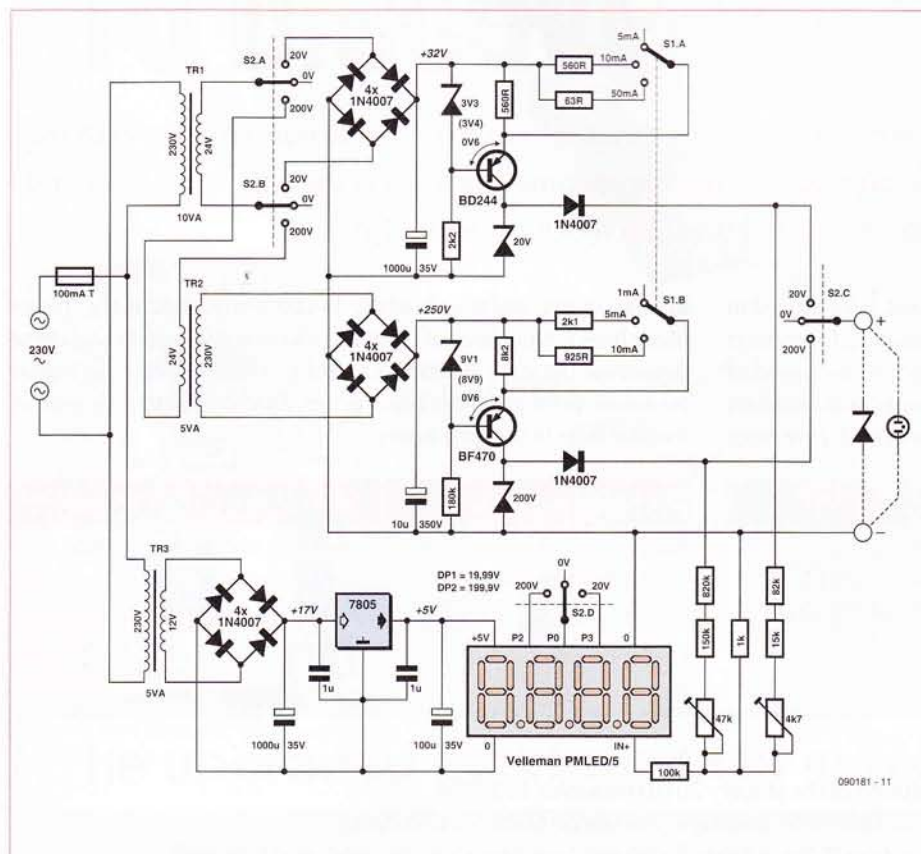 TR1
230V
24V
10VA
S2.A
20V
0V
200V
S2.B
20V
0V
200V
4x
1N4007
+32V
1000u 35V
3V3
(3V4)
0V6
2k2
560R
BD244
20V
1N4007
560R
63R
5mA
10mA
50mA
S1.A
100mA T
230V
~
TR2
24V
230V
5VA
4x
1N4007
+250V
10u 350V
9V1
(8V9)
0V6
180k
8k2
BF470
200V
1N4007
2k1
925R
1mA
5mA
10mA
S1.B
20V
0V
200V
S2.C
+
–
TR3
230V
12V
5VA
4x
1N4007
+17V
1000u 35V
1u
7805
+5V
1u
100u 35V
DP1 = 19,99V
DP2 = 199,9V
0V
200V
20V
S2.D
+5V P2 P0 P3 0
0 IN+
Velleman PMLED/5
100k
820k
150k
47k
1k
82k
15k
4k7
090181 - 11